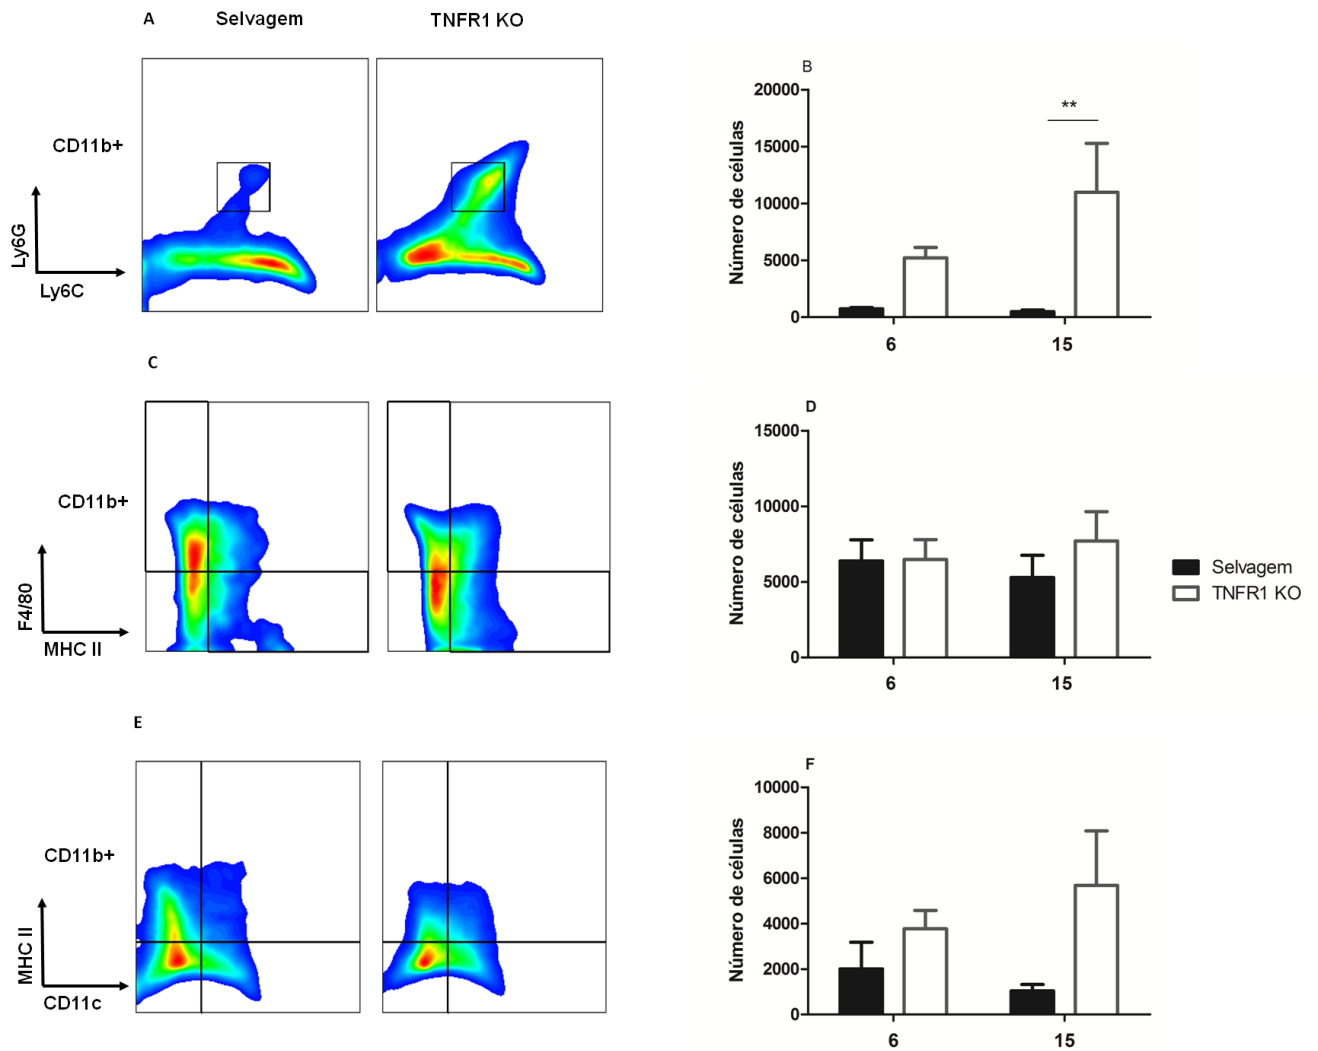 A
Selvagem
TNFR1 KO
CD11b+
Ly6G
Ly6C
B
Número de células
20000
15000
10000
5000
0
**
6
15
C
CD11b+
F4/80
MHC II
D
Número de células
15000
10000
5000
0
6
15
Selvagem
TNFR1 KO
E
CD11b+
MHC II
CD11c
F
Número de células
10000
8000
6000
4000
2000
0
6
15